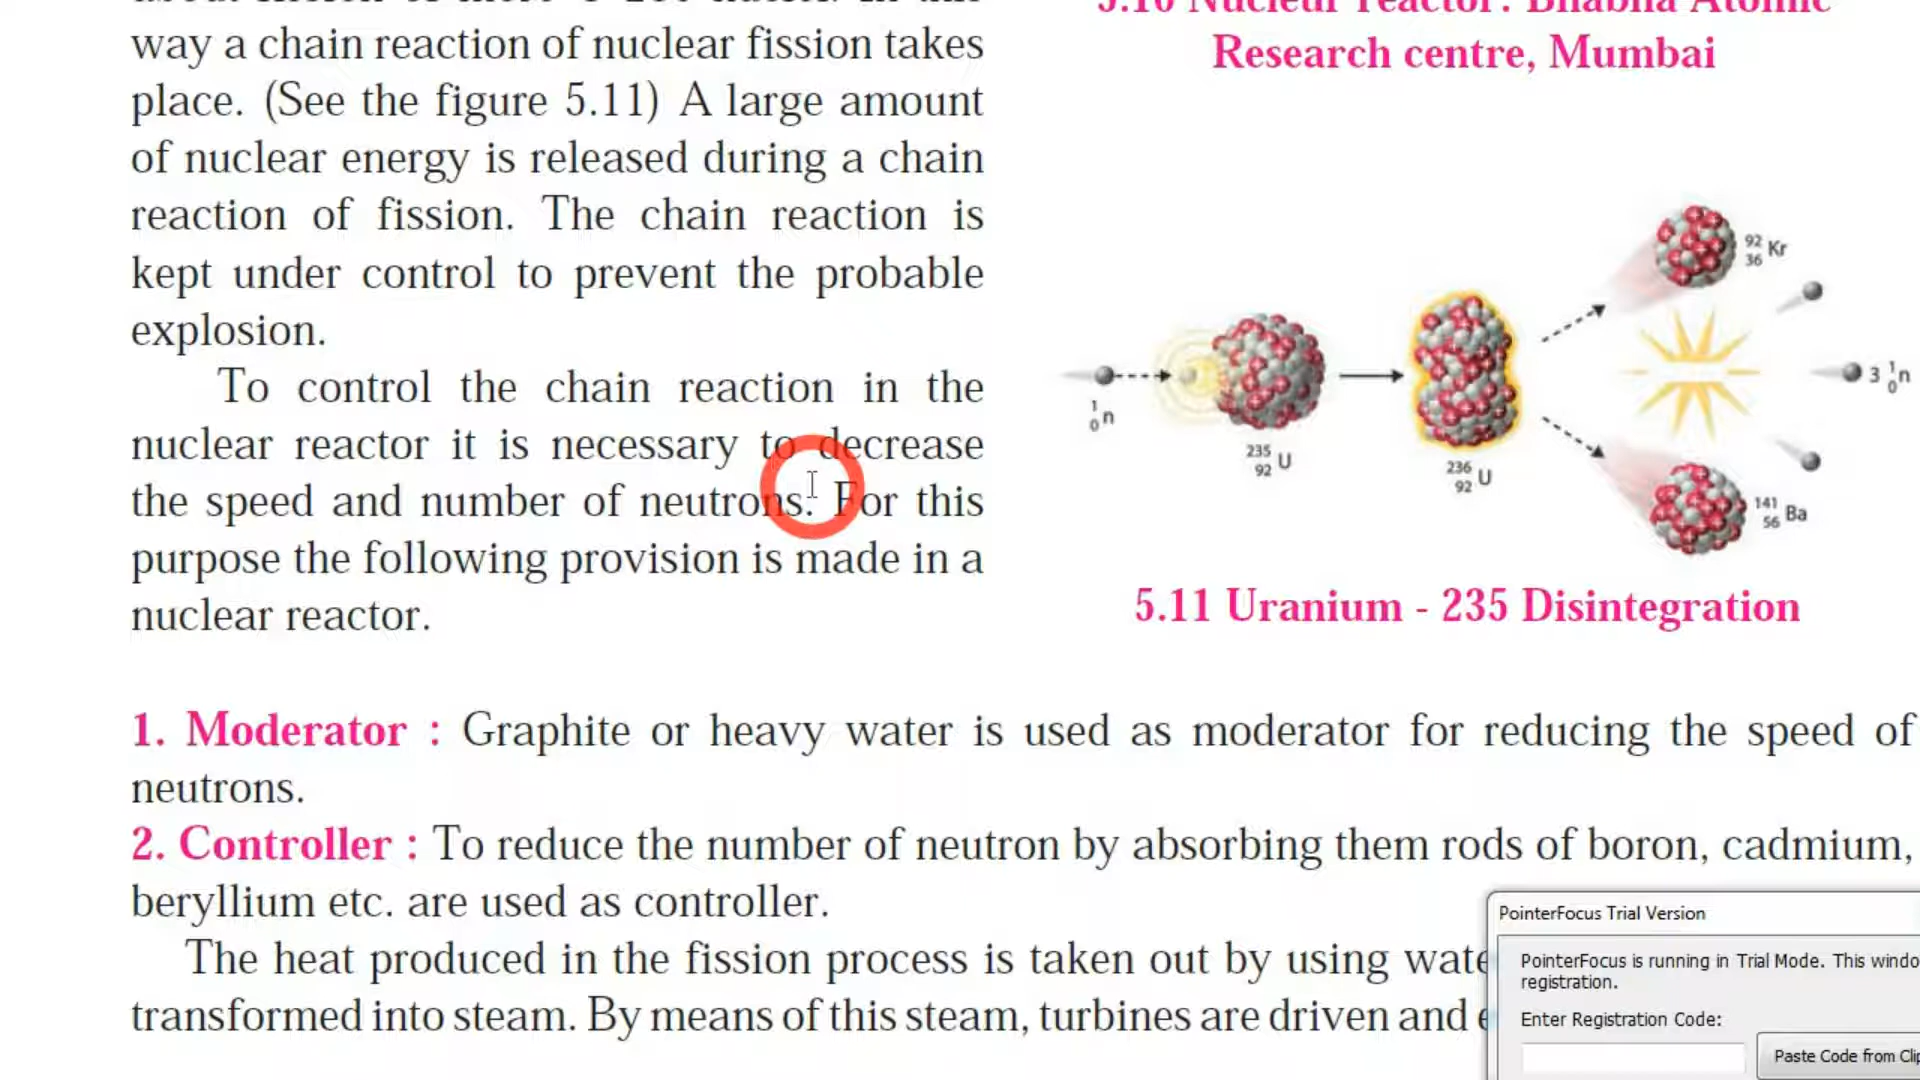 way a chain reaction of nuclear fission takes
place. (See the figure 5.11) A large amount
of nuclear energy is released during a chain
reaction of fission. The chain reaction is
kept under control to prevent the probable
explosion.
To control the chain reaction in the
nuclear reactor it is necessary to decrease
the speed and number of neutrons. For this
purpose the following provision is made in a
nuclear reactor.
5.10 Nuclear reactor: Bhabha Atomic
Research centre, Mumbai
92 36 Kr
1 0 n
235 92 U
236 92 U
3 1 0 n
141 56 Ba
5.11 Uranium - 235 Disintegration
1. Moderator : Graphite or heavy water is used as moderator for reducing the speed of
neutrons.
2. Controller : To reduce the number of neutron by absorbing them rods of boron, cadmium,
beryllium etc. are used as controller.
The heat produced in the fission process is taken out by using wate
transformed into steam. By means of this steam, turbines are driven and
PointerFocus Trial Version
PointerFocus is running in Trial Mode. This windo
registration.
Enter Registration Code:
Paste Code from Clip